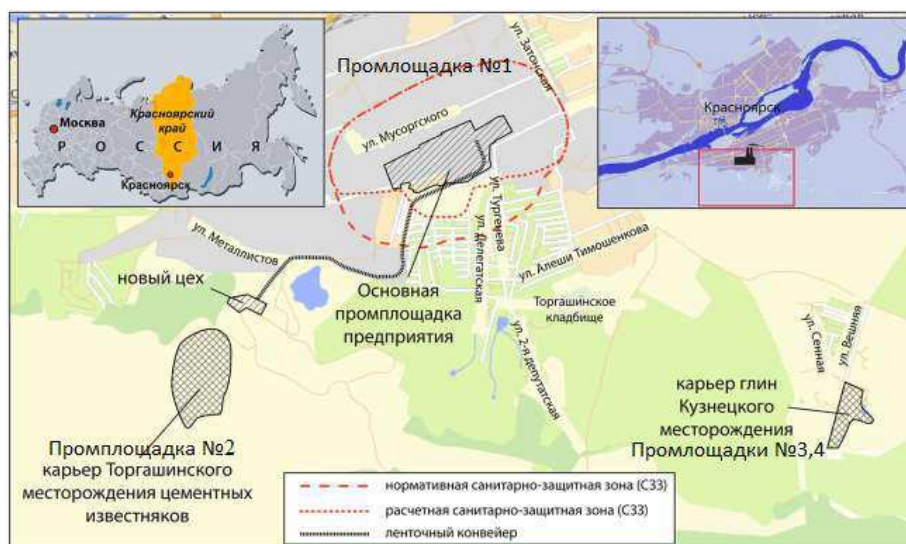 Москва
Красноярский
край
РОССИЯ
Красноярск
Промлощадка №1
ул. Затонская
ул. Мусоргского
Красноярск
ул. Тургенева
ул. Делегатская
ул. Металлистов
ул. Алеши Тимошенкова
новый цех
Основная
промплощадка
предприятия
Торгашинское
кладбище
ул. 2-я депутатская
ул. Сенная
ул. Вешняя
карьер глин
Кузнецкого
месторождения
Промлощадки №3,4
Промплощадка №2
карьер Торгашинского
месторождения цементных
известняков
нормативная санитарно-защитная зона (СЗЗ)
расчетная санитарно-защитная зона (СЗЗ)
ленточный конвейер